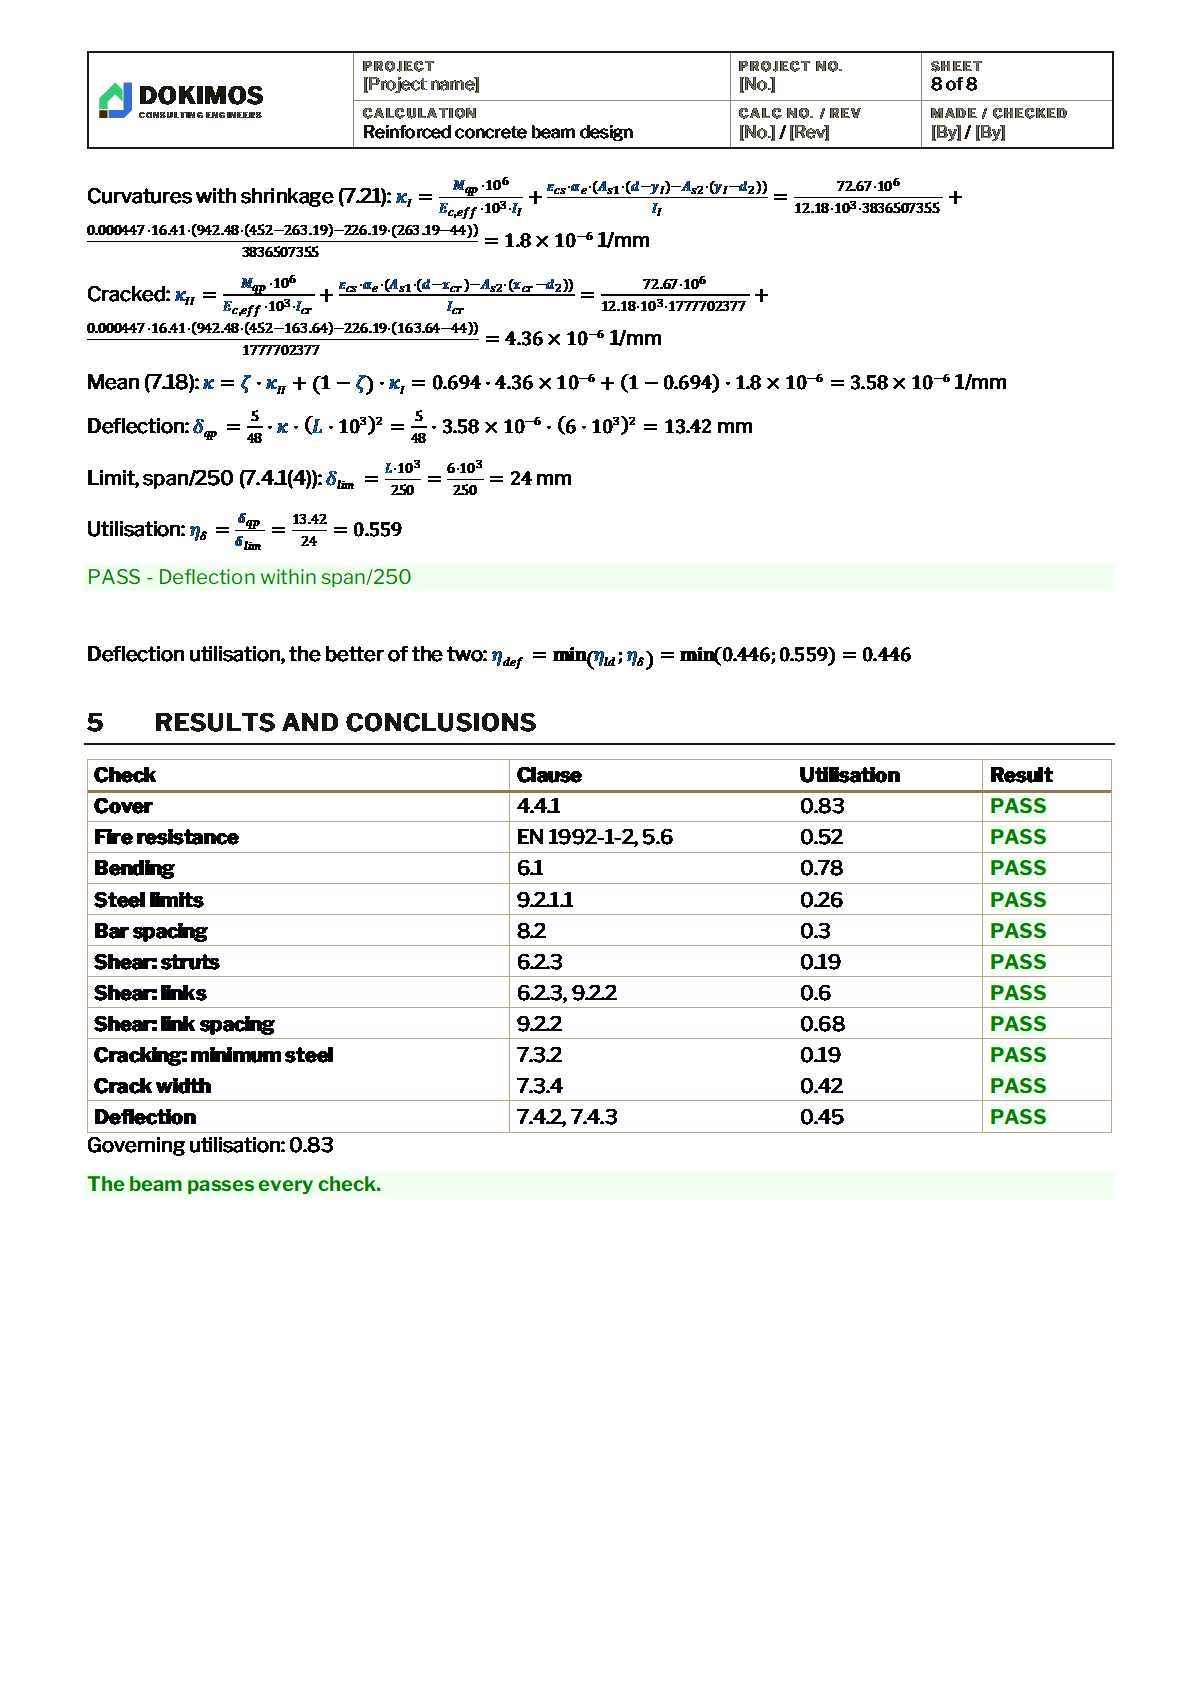 DOKIMOS
CONSULTING ENGINEERS
PROJECT
[Project name]
PROJECT NO.
[No.]
SHEET
8 of 8
CALCULATION
Reinforced concrete beam design
CALC NO. / REV
[No.] / [Rev]
MADE / CHECKED
[By] / [By]
Curvatures with shrinkage (7.21): κ_I = (M_qp·10⁶)/(E_c,eff·10³·I_I) + (ε_cs·α_e·(A_s1·(d−y_I)−A_s2·(y_I−d_2)))/I_I = (72.67·10⁶)/(12.18·10³·3836507355) +
(0.000447·16.41·(942.48·(452−263.19)−226.19·(263.19−44)))/3836507355 = 1.8 × 10⁻⁶ 1/mm
Cracked: κ_II = (M_qp·10⁶)/(E_c,eff·10³·I_cr) + (ε_cs·α_e·(A_s1·(d−x_cr)−A_s2·(x_cr−d_2)))/I_cr = (72.67·10⁶)/(12.18·10³·1777702377) +
(0.000447·16.41·(942.48·(452−163.64)−226.19·(163.64−44)))/1777702377 = 4.36 × 10⁻⁶ 1/mm
Mean (7.18): κ = ζ · κ_II + (1 − ζ) · κ_I = 0.694 · 4.36 × 10⁻⁶ + (1 − 0.694) · 1.8 × 10⁻⁶ = 3.58 × 10⁻⁶ 1/mm
Deflection: δ_qp = 5/48 · κ · (L · 10³)² = 5/48 · 3.58 × 10⁻⁶ · (6 · 10³)² = 13.42 mm
Limit, span/250 (7.4.1(4)): δ_lim = (L·10³)/250 = (6·10³)/250 = 24 mm
Utilisation: η_δ = δ_qp/δ_lim = 13.42/24 = 0.559
PASS - Deflection within span/250
Deflection utilisation, the better of the two: η_def = min(η_ld; η_δ) = min(0.446; 0.559) = 0.446
5 RESULTS AND CONCLUSIONS
Check Clause Utilisation Result
Cover 4.4.1 0.83 PASS
Fire resistance EN 1992-1-2, 5.6 0.52 PASS
Bending 6.1 0.78 PASS
Steel limits 9.2.1.1 0.26 PASS
Bar spacing 8.2 0.3 PASS
Shear: struts 6.2.3 0.19 PASS
Shear: links 6.2.3, 9.2.2 0.6 PASS
Shear: link spacing 9.2.2 0.68 PASS
Cracking: minimum steel 7.3.2 0.19 PASS
Crack width 7.3.4 0.42 PASS
Deflection 7.4.2, 7.4.3 0.45 PASS
Governing utilisation: 0.83
The beam passes every check.